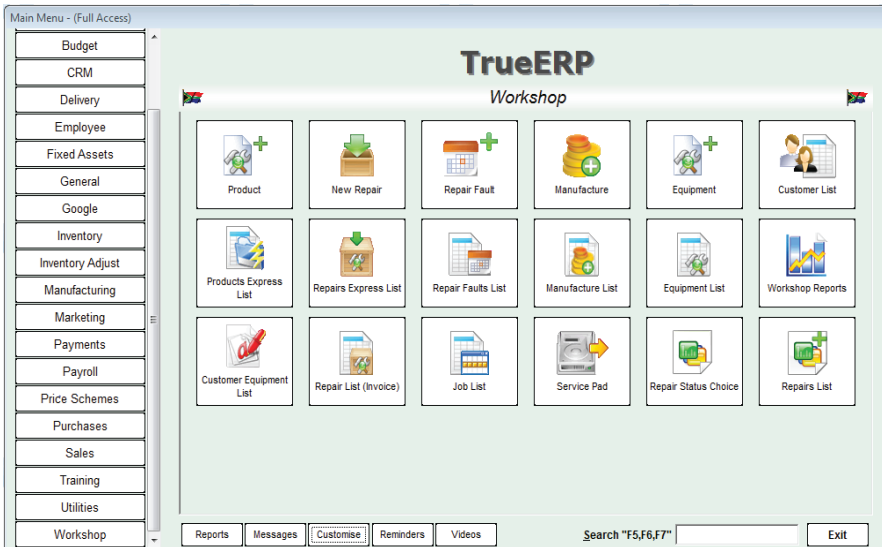 Main Menu - (Full Access)
Budget
CRM
Delivery
Employee
Fixed Assets
General
Google
Inventory
Inventory Adjust
Manufacturing
Marketing
Payments
Payroll
Price Schemes
Purchases
Sales
Training
Utilities
Workshop
TrueERP
Workshop
Product
New Repair
Repair Fault
Manufacture
Equipment
Customer List
Products Express
List
Repairs Express List
Repair Faults List
Manufacture List
Equipment List
Workshop Reports
Customer Equipment
List
Repair List (Invoice)
Job List
Service Pad
Repair Status Choice
Repairs List
Reports
Messages
Customise
Reminders
Videos
Search "F5,F6,F7"
Exit